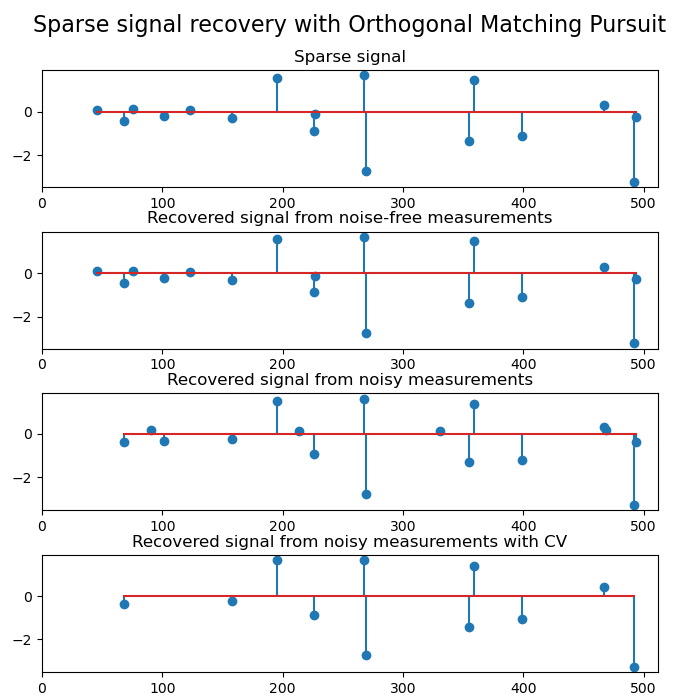 Sparse signal recovery with Orthogonal Matching Pursuit
Sparse signal
0
−2
0 100 200 300 400 500
Recovered signal from noise-free measurements
0
−2
0 100 200 300 400 500
Recovered signal from noisy measurements
0
−2
0 100 200 300 400 500
Recovered signal from noisy measurements with CV
0
−2
0 100 200 300 400 500